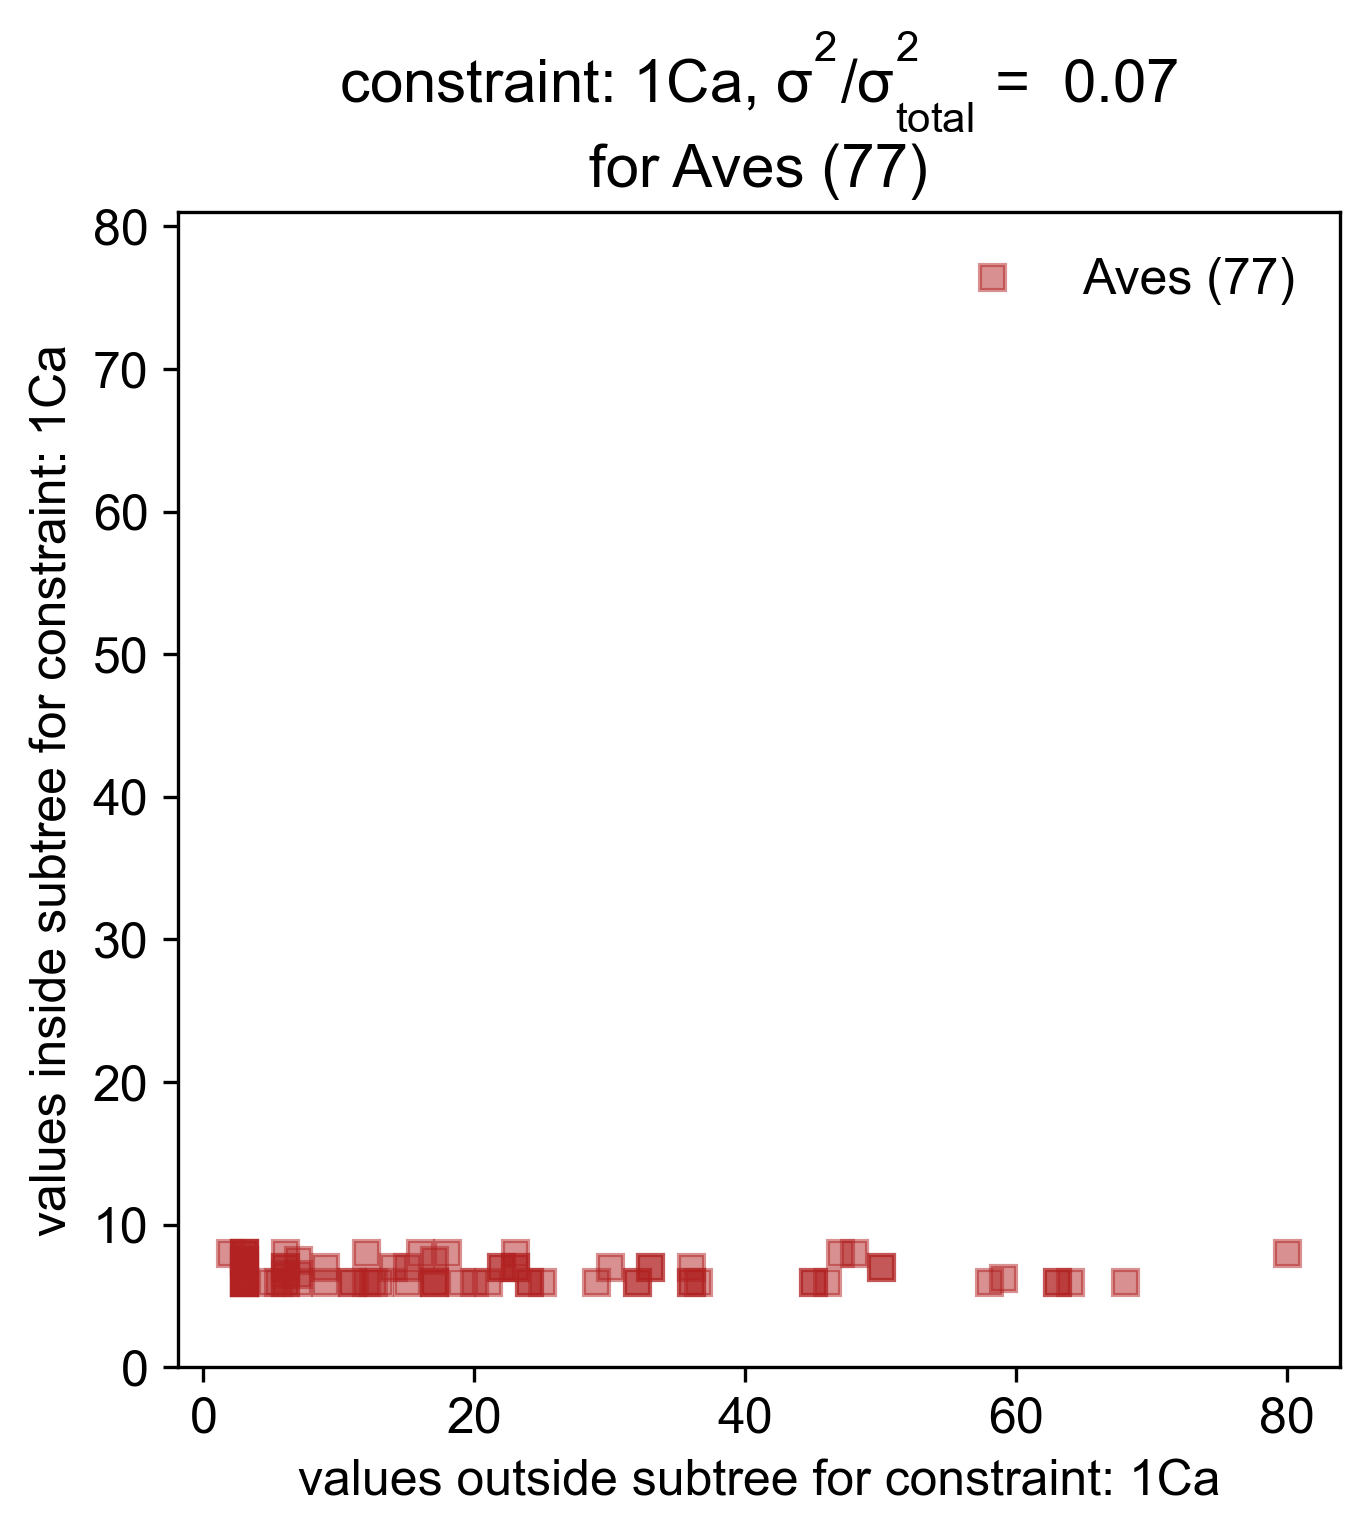 constraint: 1Ca, σ²/σ²total = 0.07
for Aves (77)
Aves (77)
80
70
60
50
40
30
20
10
0
values inside subtree for constraint: 1Ca
0 20 40 60 80
values outside subtree for constraint: 1Ca